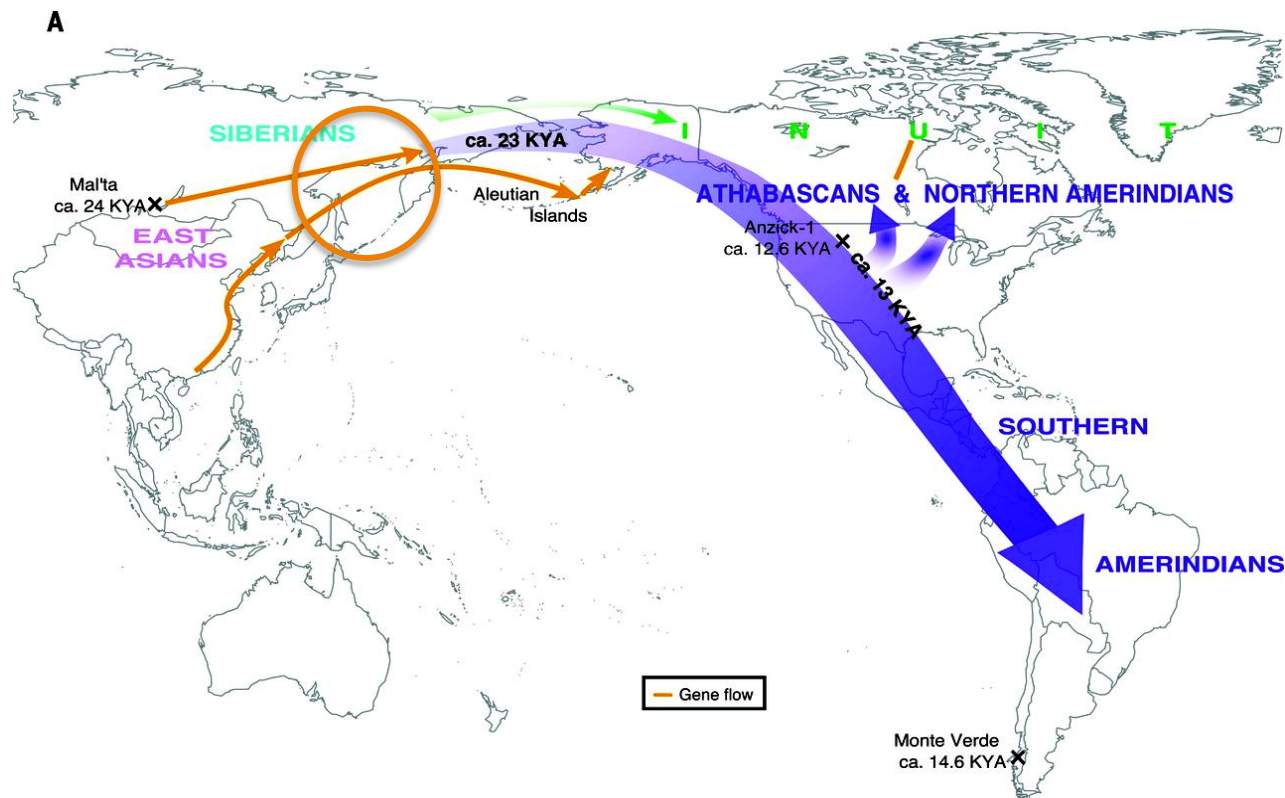 A
SIBERIANS
ca. 23 KYA
I N U I T
Mal'ta
ca. 24 KYA
Aleutian
Islands
ATHABASCANS & NORTHERN AMERINDIANS
EAST
ASIANS
Anzick-1
ca. 12.6 KYA
ca. 13 KYA
SOUTHERN
AMERINDIANS
Gene flow
Monte Verde
ca. 14.6 KYA